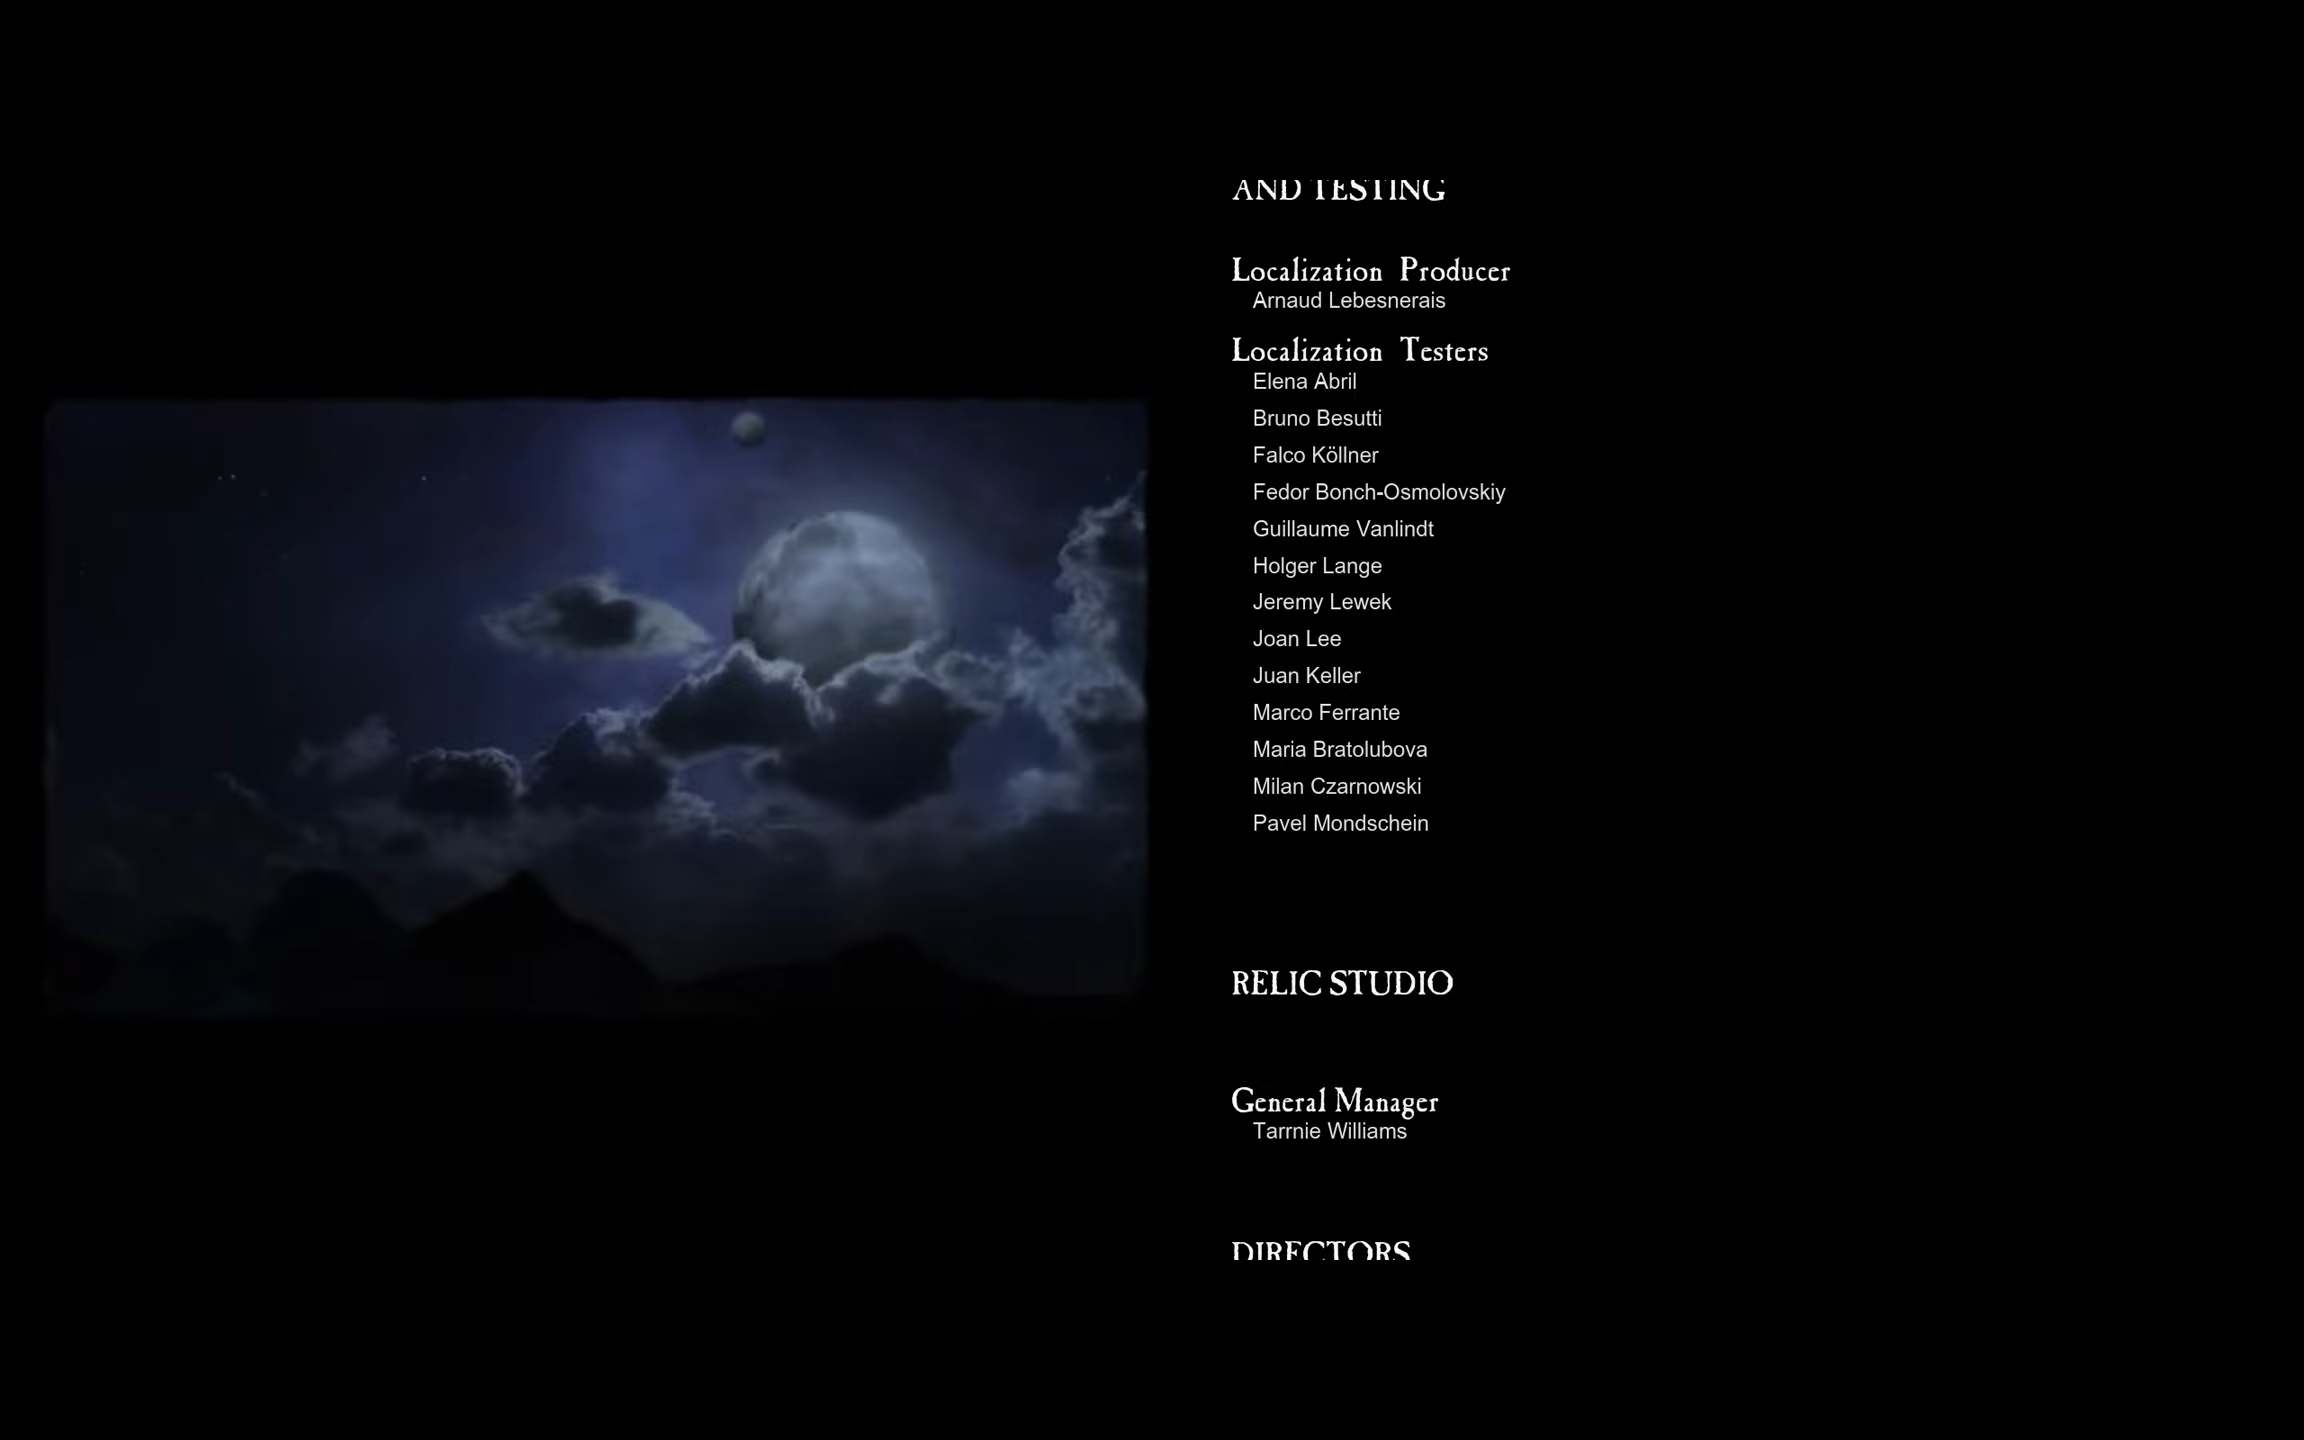 AND TESTING
Localization Producer
Arnaud Lebesnerais
Localization Testers
Elena Abril
Bruno Besutti
Falco Köllner
Fedor Bonch-Osmolovskiy
Guillaume Vanlindt
Holger Lange
Jeremy Lewek
Joan Lee
Juan Keller
Marco Ferrante
Maria Bratolubova
Milan Czarnowski
Pavel Mondschein
RELIC STUDIO
General Manager
Tarrnie Williams
DIRECTORS